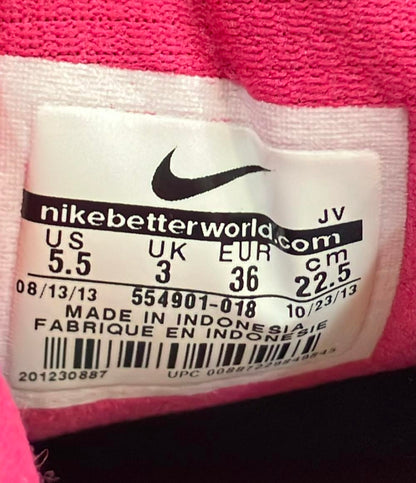 JV
nikebetterworld.com
US UK EUR cm
5.5 3 36 22.5
08/13/13 554901-018 10/23/13
MADE IN INDONESIA
FABRIQUE EN INDONESIE
201230887 UPC